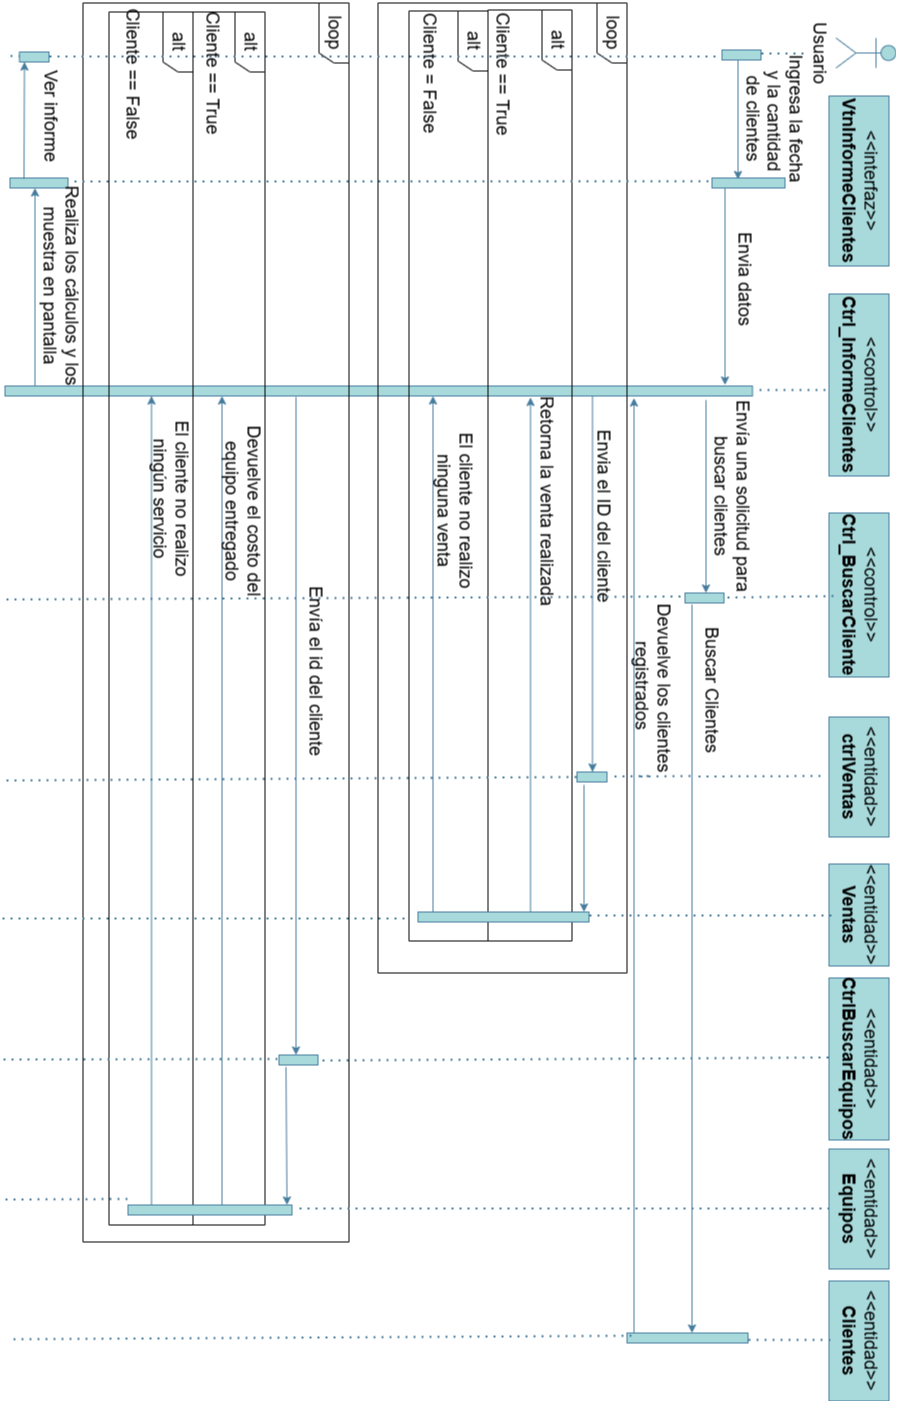 Usuario
<<interfaz>>
VtnInformeClientes
<<control>>
Ctrl_InformeClientes
<<control>>
Ctrl_BuscarCliente
<<entidad>>
ctrlVentas
<<entidad>>
Ventas
<<entidad>>
CtrlBuscarEquipos
<<entidad>>
Equipos
<<entidad>>
Clientes
Ingresa la fecha
y la cantidad
de clientes
Envia datos
Envia una solicitud para
buscar clientes
Buscar Clientes
Devuelve los clientes
registrados
loop
Envia el ID del cliente
alt
Cliente == True
Retorna la venta realizada
alt
Cliente = False
El cliente no realizo
ninguna venta
loop
Envia el id del cliente
alt
Cliente == True
Devuelve el costo del
equipo entregado
alt
Cliente == False
El cliente no realizo
ningún servicio
Realiza los cálculos y los
muestra en pantalla
Ver informe